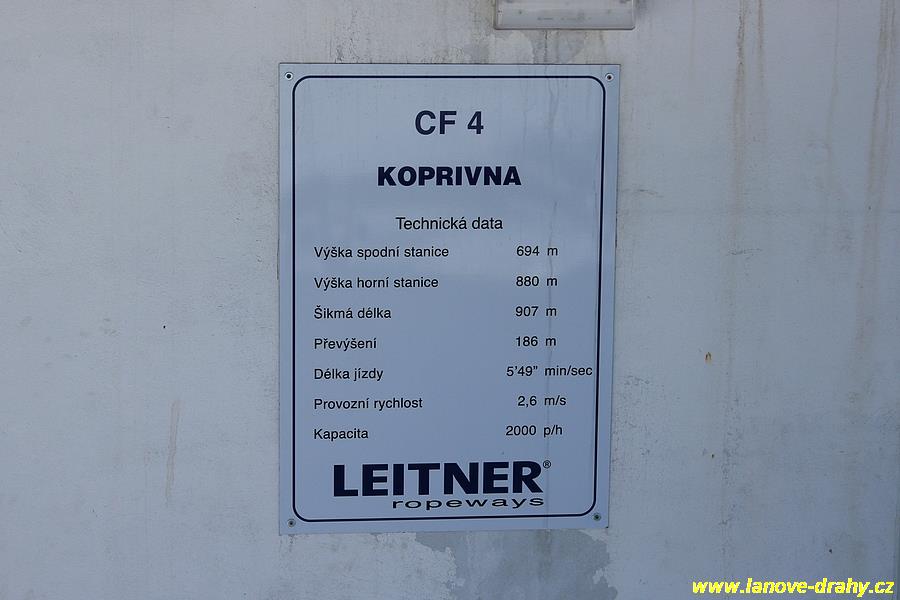 CF 4
KOPRIVNA
Technická data
Výška spodní stanice 694 m
Výška horní stanice 880 m
Šikmá délka 907 m
Převýšení 186 m
Délka jízdy 5'49" min/sec
Provozní rychlost 2,6 m/s
Kapacita 2000 p/h
LEITNER®
ropeways
www.lanove-drahy.cz